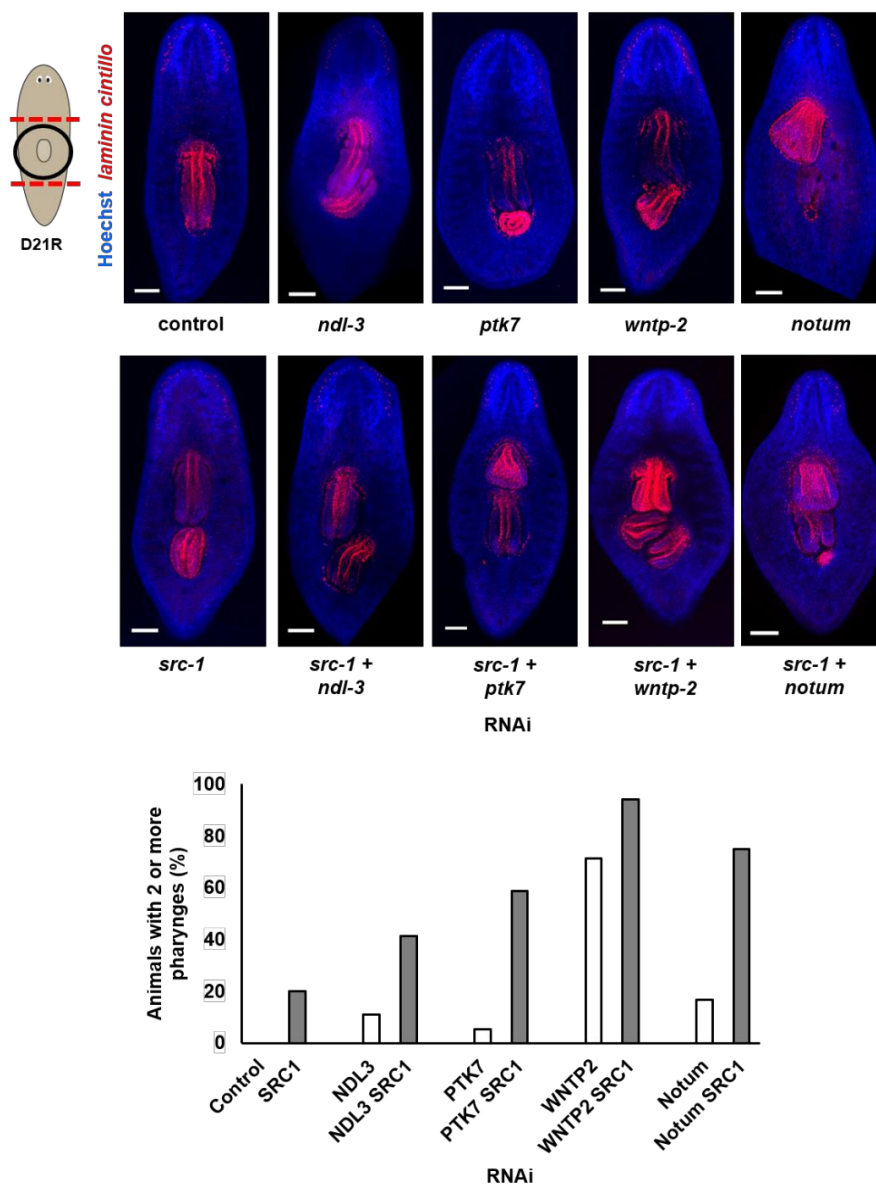 D21R
Hoechst laminin cintillo
control
ndl-3
ptk7
wntp-2
notum
src-1
src-1 +
ndl-3
src-1 +
ptk7
src-1 +
wntp-2
src-1 +
notum
RNAi
Animals with 2 or more
pharynges (%)
100
80
60
40
20
0
Control
SRC1
NDL3
NDL3 SRC1
PTK7
PTK7 SRC1
WNTP2
WNTP2 SRC1
Notum
Notum SRC1
RNAi